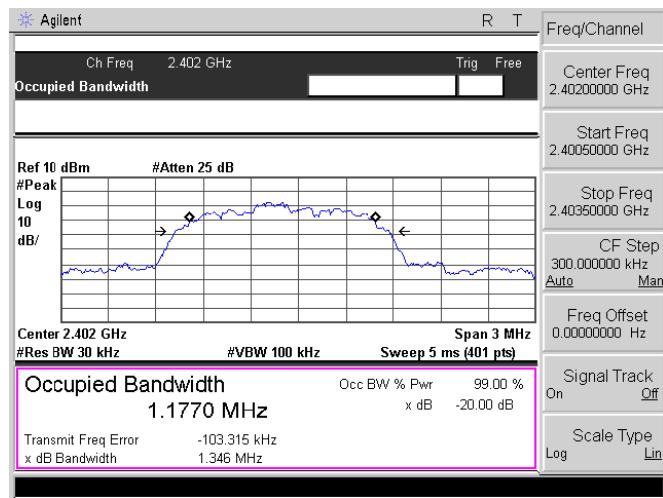 Agilent R T
Ch Freq 2.402 GHz Trig Free
Occupied Bandwidth
Ref 10 dBm #Atten 25 dB
#Peak
Log
10
dB/
Center 2.402 GHz Span 3 MHz
#Res BW 30 kHz #VBW 100 kHz Sweep 5 ms (401 pts)
Occupied Bandwidth Occ BW % Pwr 99.00 %
1.1770 MHz x dB -20.00 dB
Transmit Freq Error -103.315 kHz
x dB Bandwidth 1.346 MHz
Freq/Channel
Center Freq
2.40200000 GHz
Start Freq
2.40050000 GHz
Stop Freq
2.40350000 GHz
CF Step
300.000000 kHz
Auto Man
Freq Offset
0.00000000 Hz
Signal Track
On Off
Scale Type
Log Lin